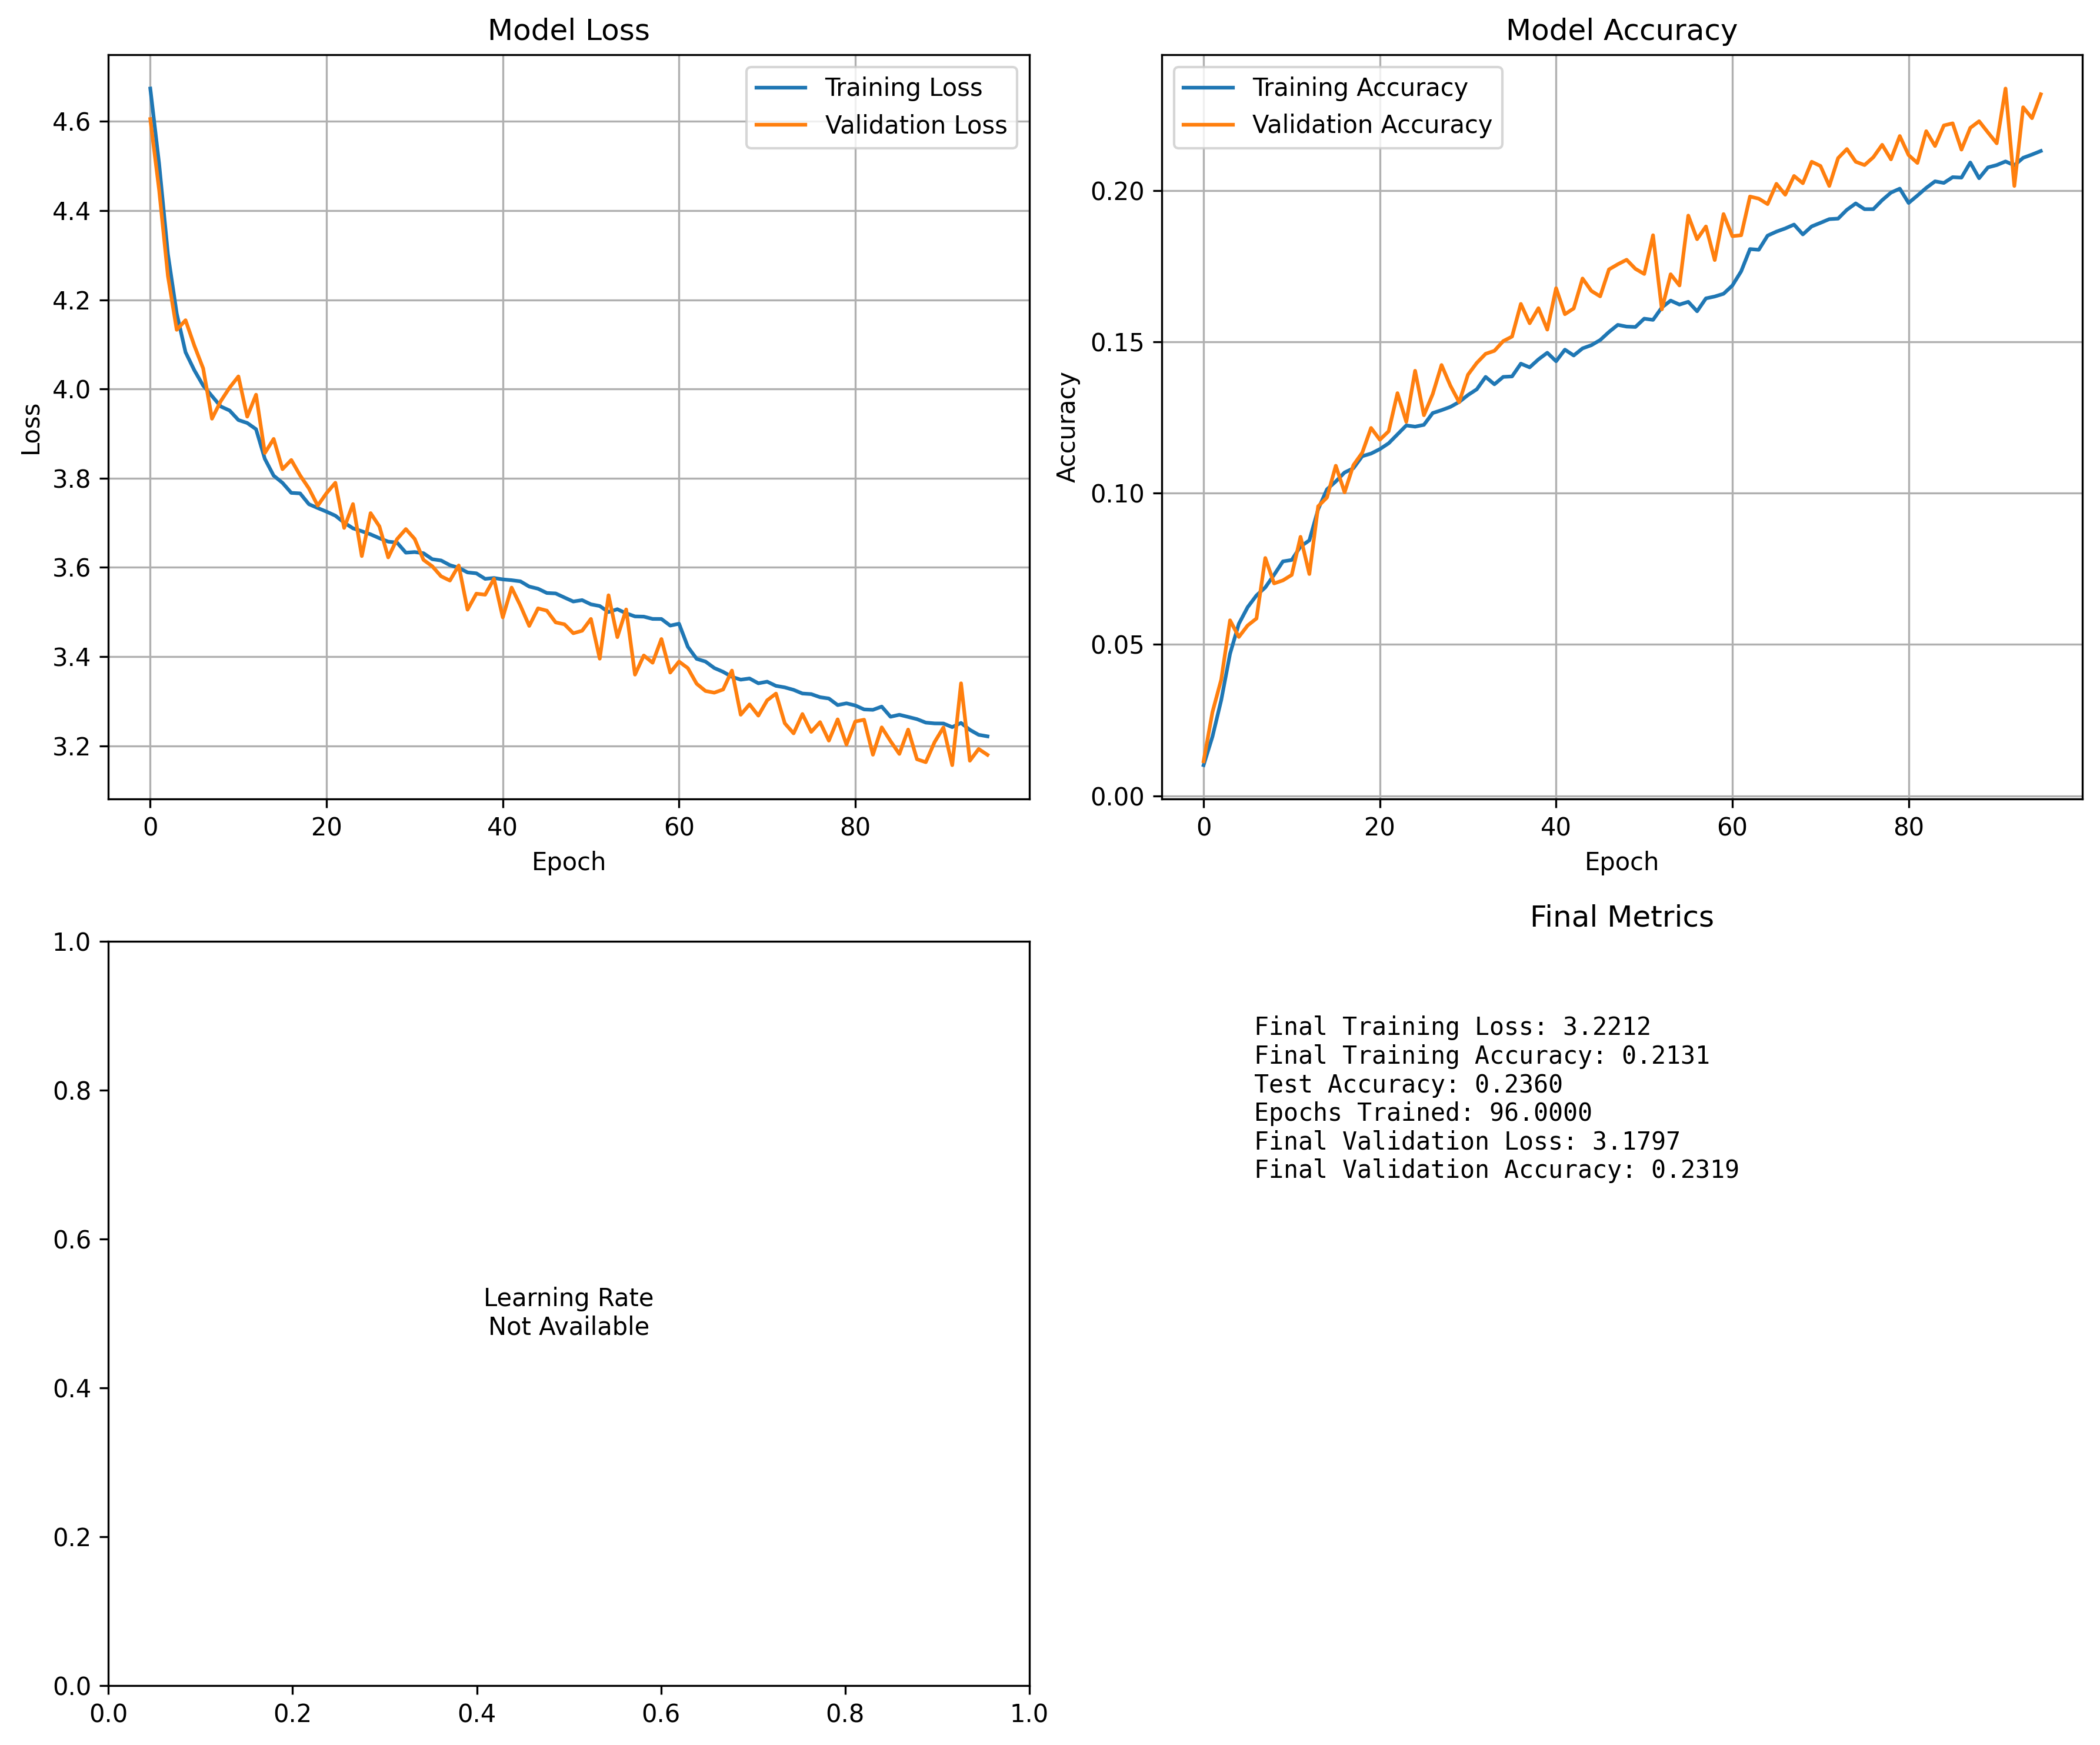 Model Loss
Training Loss
Validation Loss
4.6
4.4
4.2
4.0
3.8
3.6
3.4
3.2
Loss
0
20
40
60
80
Epoch
Model Accuracy
Training Accuracy
Validation Accuracy
0.20
0.15
0.10
0.05
0.00
Accuracy
0
20
40
60
80
Epoch
1.0
0.8
0.6
0.4
0.2
0.0
Learning Rate
Not Available
0.0
0.2
0.4
0.6
0.8
1.0
Final Metrics
Final Training Loss: 3.2212
Final Training Accuracy: 0.2131
Test Accuracy: 0.2360
Epochs Trained: 96.0000
Final Validation Loss: 3.1797
Final Validation Accuracy: 0.2319